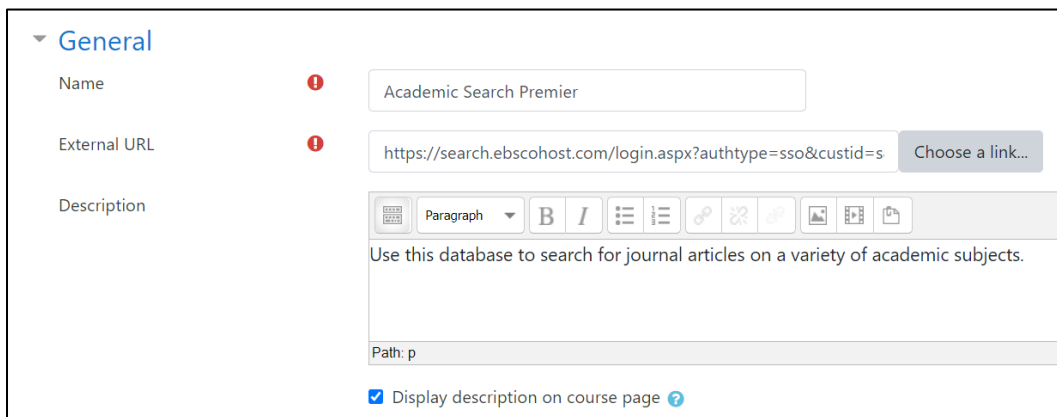 General
Name
Academic Search Premier
External URL
https://search.ebscohost.com/login.aspx?authtype=sso&custid=s
Choose a link...
Description
Paragraph B I
Use this database to search for journal articles on a variety of academic subjects.
Path: p
Display description on course page